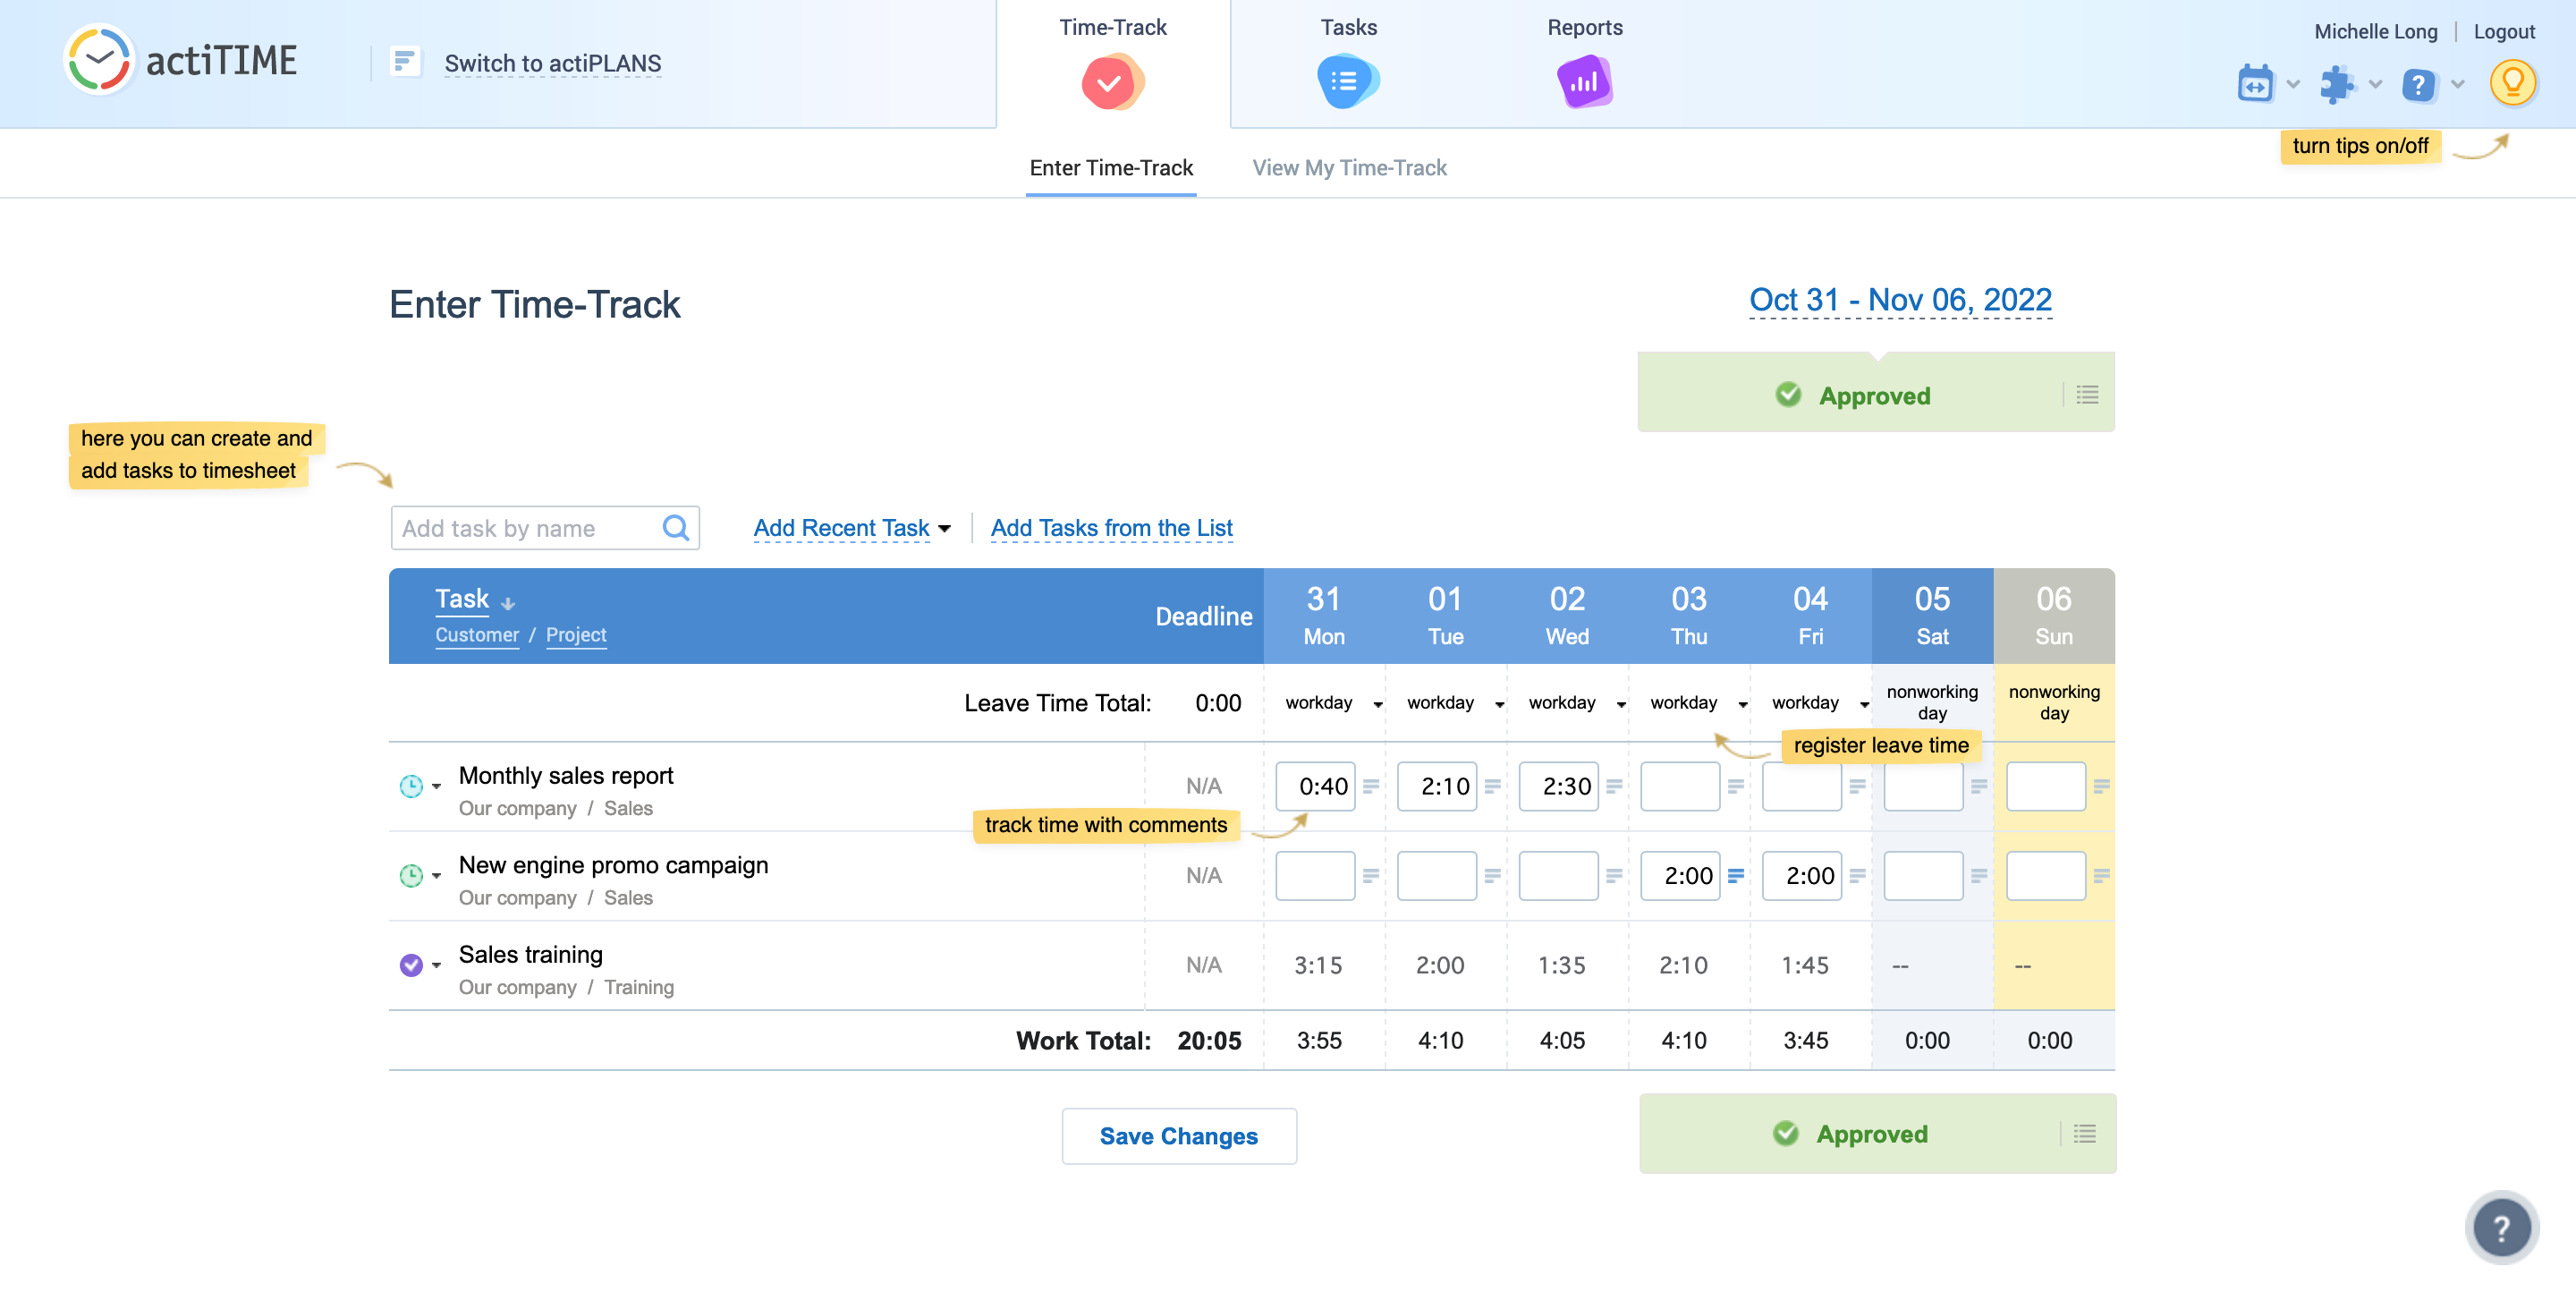 actiTIME
Switch to actiPLANS
Time-Track
Tasks
Reports
Michelle Long
Logout
turn tips on/off
Enter Time-Track
View My Time-Track
Enter Time-Track
Oct 31 - Nov 06, 2022
Approved
here you can create and
add tasks to timesheet
Add task by name
Add Recent Task
Add Tasks from the List
Task
Customer / Project
Deadline
31 01 02 03 04 05 06
Mon Tue Wed Thu Fri Sat Sun
Leave Time Total: 0:00 workday workday workday workday workday
nonworking day
nonworking day
register leave time
Monthly sales report
Our company / Sales
N/A 0:40 2:10 2:30
track time with comments
New engine promo campaign
Our company / Sales
N/A 2:00 2:00
Sales training
Our company / Training
N/A 3:15 2:00 1:35 2:10 1:45 -- --
Work Total: 20:05 3:55 4:10 4:05 4:10 3:45 0:00 0:00
Save Changes
Approved
?